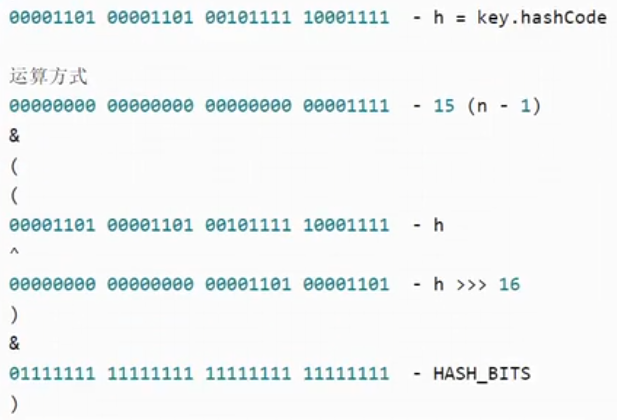 00001101 00001101 00101111 10001111 - h = key.hashCode
运算方式
00000000 00000000 00000000 00001111 - 15 (n - 1)
&
(
(
00001101 00001101 00101111 10001111 - h
^
00000000 00000000 00001101 00001101 - h >>> 16
)
&
01111111 11111111 11111111 11111111 - HASH_BITS
)